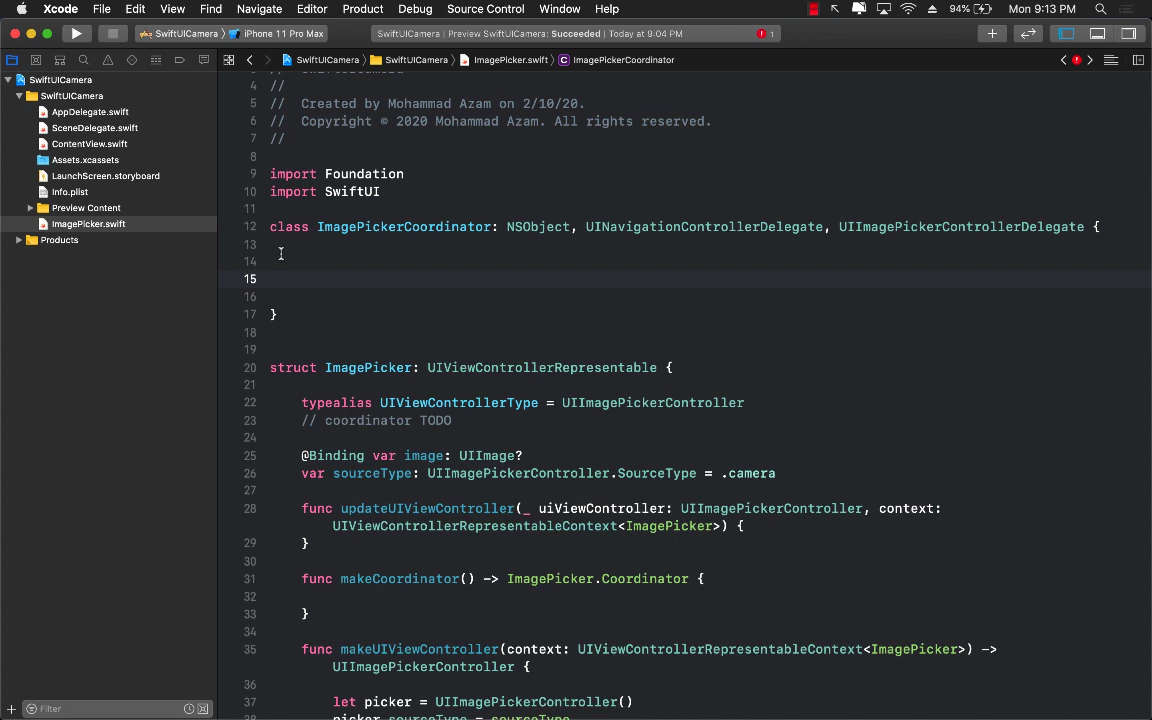 Xcode File Edit View Find Navigate Editor Product Debug Source Control Window Help 94% Mon 9:13 PM
SwiftUICamera iPhone 11 Pro Max SwiftUICamera | Preview SwiftUICamera: Succeeded | Today at 9:04 PM 1
SwiftUICamera SwiftUICamera ImagePicker.swift C ImagePickerCoordinator
SwiftUICamera
SwiftUICamera
AppDelegate.swift
SceneDelegate.swift
ContentView.swift
Assets.xcassets
LaunchScreen.storyboard
Info.plist
Preview Content
ImagePicker.swift
Products
Filter
4 //
5 // Created by Mohammad Azam on 2/10/20.
6 // Copyright © 2020 Mohammad Azam. All rights reserved.
7 //
8
9 import Foundation
10 import SwiftUI
11
12 class ImagePickerCoordinator: NSObject, UINavigationControllerDelegate, UIImagePickerControllerDelegate {
13
14
15
16
17 }
18
19
20 struct ImagePicker: UIViewControllerRepresentable {
21
22 typealias UIViewControllerType = UIImagePickerController
23 // coordinator TODO
24
25 @Binding var image: UIImage?
26 var sourceType: UIImagePickerController.SourceType = .camera
27
28 func updateUIViewController(_ uiViewController: UIImagePickerController, context:
UIViewControllerRepresentableContext<ImagePicker>) {
29 }
30
31 func makeCoordinator() -> ImagePicker.Coordinator {
32
33 }
34
35 func makeUIViewController(context: UIViewControllerRepresentableContext<ImagePicker>) ->
UIImagePickerController {
36
37 let picker = UIImagePickerController()
38 picker.sourceType = sourceType